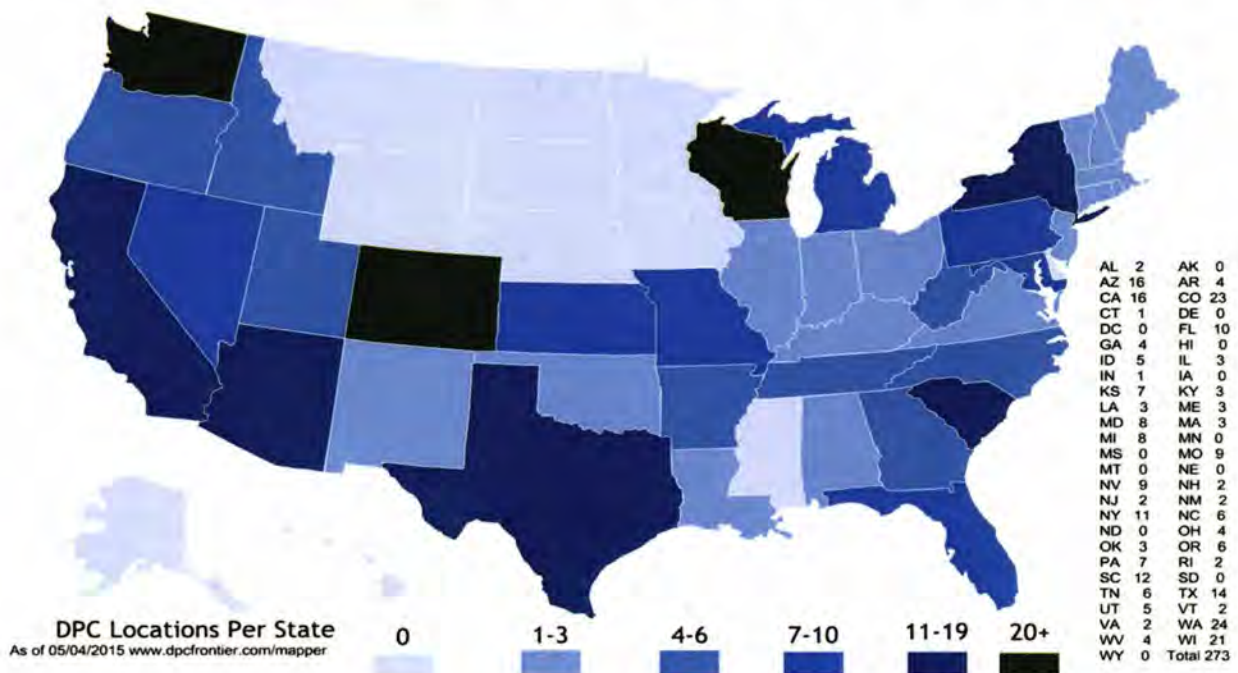 AL 2 AK 0
AZ 16 AR 4
CA 16 CO 23
CT 1 DE 0
DC 0 FL 10
GA 4 HI 0
ID 5 IL 3
IN 1 IA 0
KS 7 KY 3
LA 3 ME 3
MD 8 MA 3
MI 8 MN 0
MS 0 MO 9
MT 0 NE 0
NV 9 NH 2
NJ 2 NM 2
NY 11 NC 6
ND 0 OH 4
OK 3 OR 6
PA 7 RI 2
SC 12 SD 0
TN 6 TX 14
UT 5 VT 2
VA 2 WA 24
WV 4 WI 21
WY 0 Total 273
DPC Locations Per State
As of 05/04/2015 www.dpcfrontier.com/mapper
0 1-3 4-6 7-10 11-19 20+